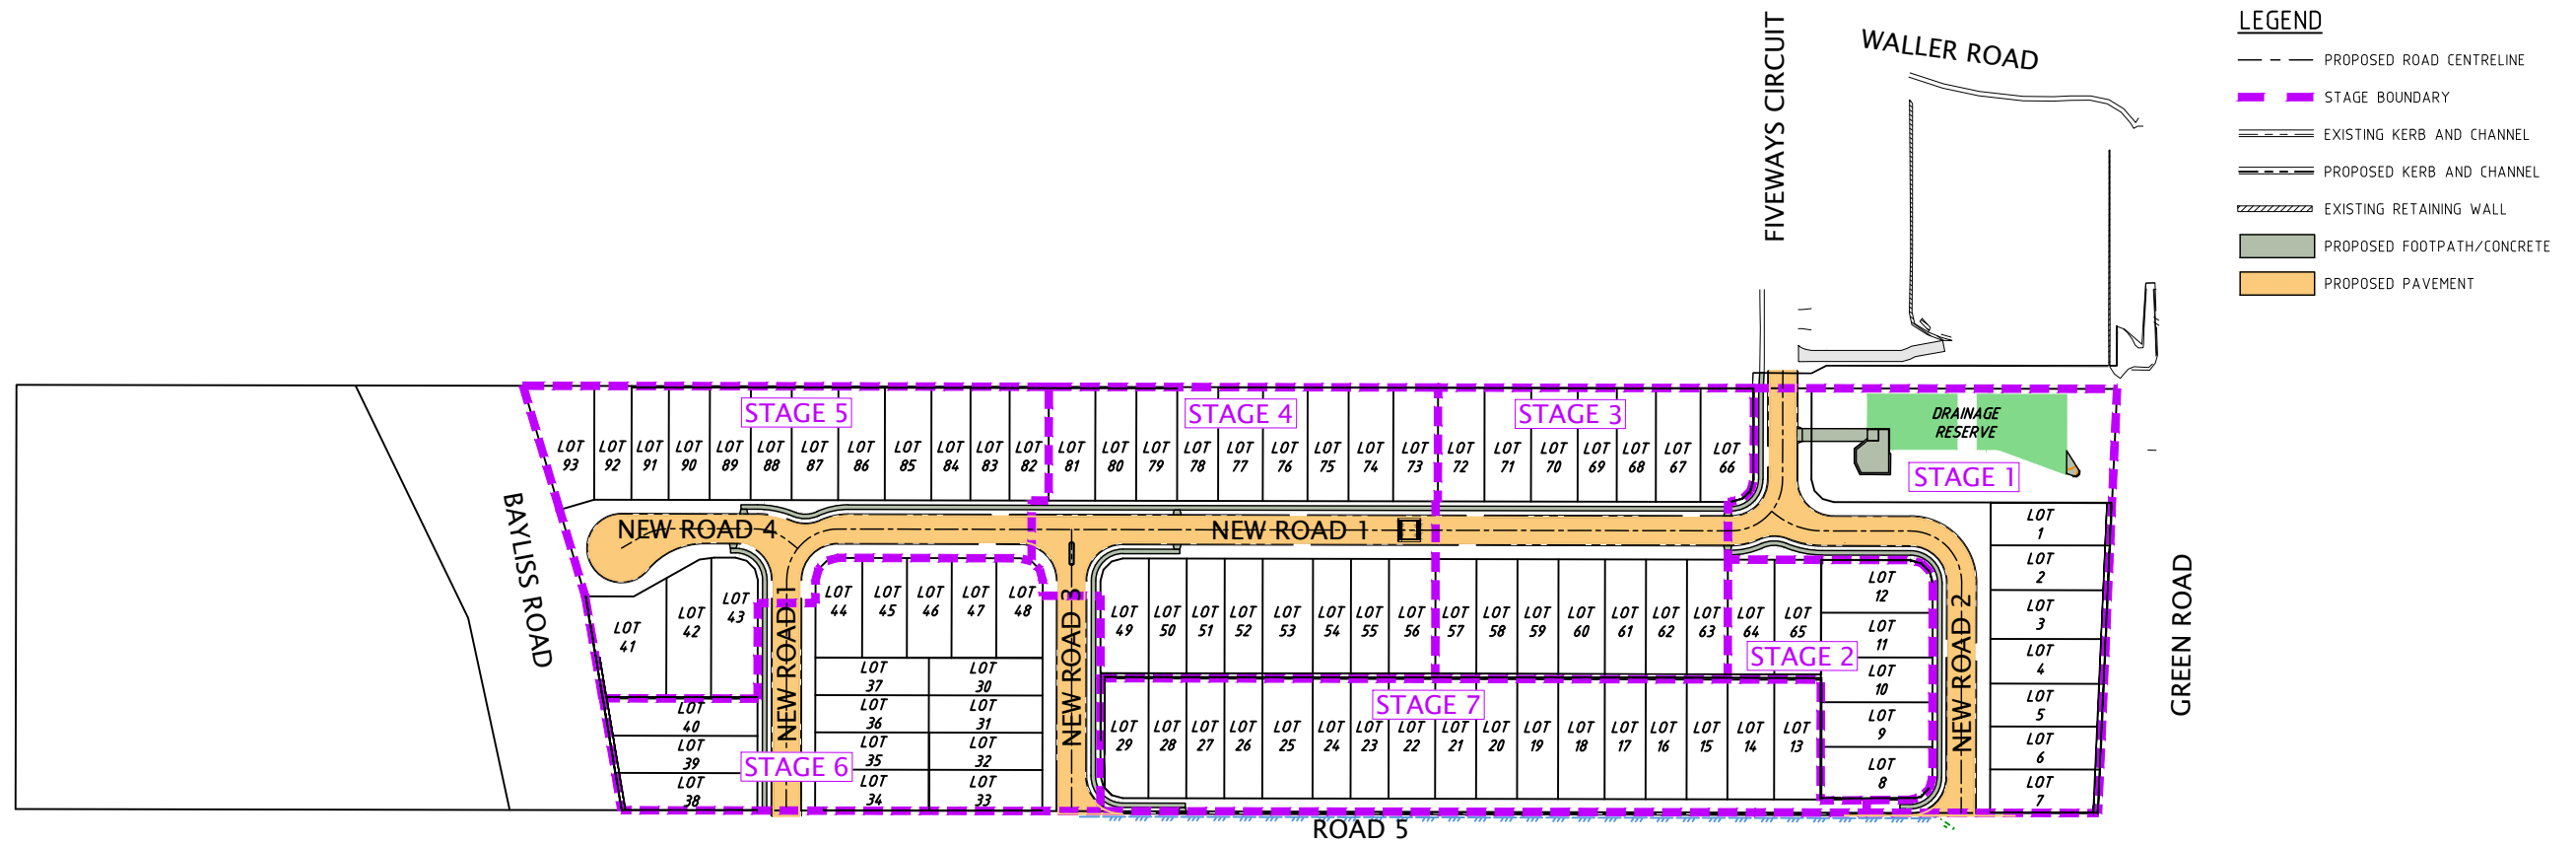 LEGEND
PROPOSED ROAD CENTRELINE
STAGE BOUNDARY
EXISTING KERB AND CHANNEL
PROPOSED KERB AND CHANNEL
EXISTING RETAINING WALL
PROPOSED FOOTPATH/CONCRETE
PROPOSED PAVEMENT
WALLER ROAD
FIVEWAYS CIRCUIT
STAGE 5
STAGE 4
STAGE 3
DRAINAGE
RESERVE
STAGE 1
LOT
93
LOT
92
LOT
91
LOT
90
LOT
89
LOT
88
LOT
87
LOT
86
LOT
85
LOT
84
LOT
83
LOT
82
LOT
81
LOT
80
LOT
79
LOT
78
LOT
77
LOT
76
LOT
75
LOT
74
LOT
73
LOT
72
LOT
71
LOT
70
LOT
69
LOT
68
LOT
67
LOT
66
BAYLISS ROAD
NEW ROAD 4
NEW ROAD 1
LOT
1
LOT
2
LOT
3
LOT
4
LOT
5
LOT
6
LOT
7
GREEN ROAD
LOT
41
LOT
42
LOT
43
NEW ROAD 1
LOT
44
LOT
45
LOT
46
LOT
47
LOT
48
NEW ROAD 3
LOT
49
LOT
50
LOT
51
LOT
52
LOT
53
LOT
54
LOT
55
LOT
56
LOT
57
LOT
58
LOT
59
LOT
60
LOT
61
LOT
62
LOT
63
LOT
64
LOT
65
STAGE 2
LOT
12
LOT
11
LOT
10
LOT
9
LOT
8
NEW ROAD 2
LOT
40
LOT
39
LOT
38
STAGE 6
LOT
37
LOT
36
LOT
35
LOT
34
LOT
30
LOT
31
LOT
32
LOT
33
STAGE 7
LOT
29
LOT
28
LOT
27
LOT
26
LOT
25
LOT
24
LOT
23
LOT
22
LOT
21
LOT
20
LOT
19
LOT
18
LOT
17
LOT
16
LOT
15
LOT
14
LOT
13
ROAD 5